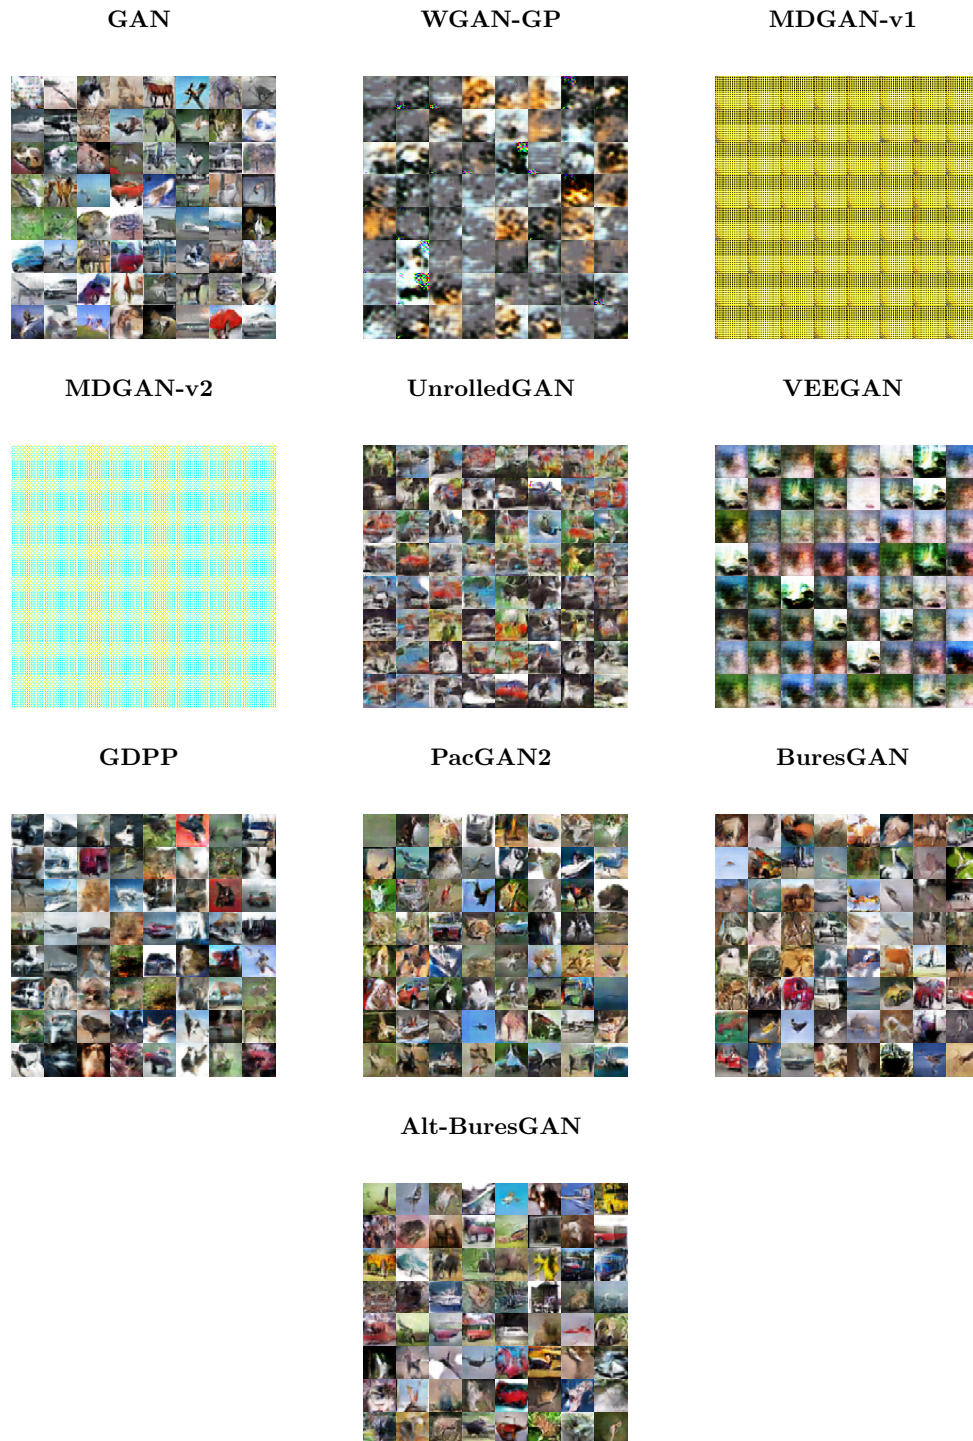 GAN
WGAN-GP
MDGAN-v1
MDGAN-v2
UnrolledGAN
VEEGAN
GDPP
PacGAN2
BuresGAN
Alt-BuresGAN